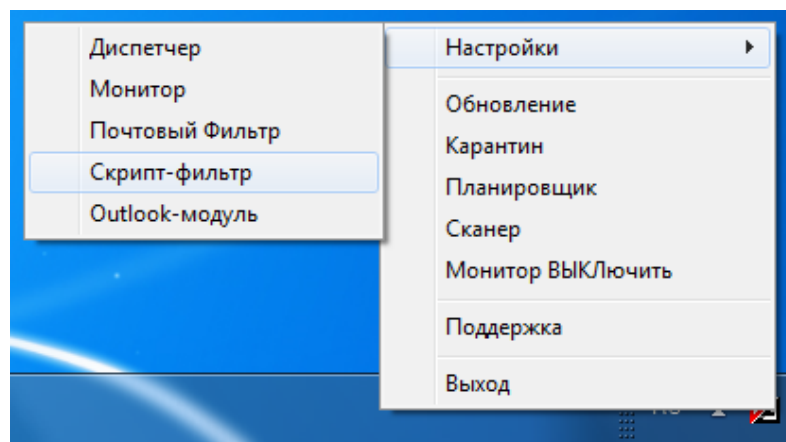 Диспетчер
Монитор
Почтовый Фильтр
Скрипт-фильтр
Outlook-модуль
Настройки
Обновление
Карантин
Планировщик
Сканер
Монитор ВЫКЛючить
Поддержка
Выход